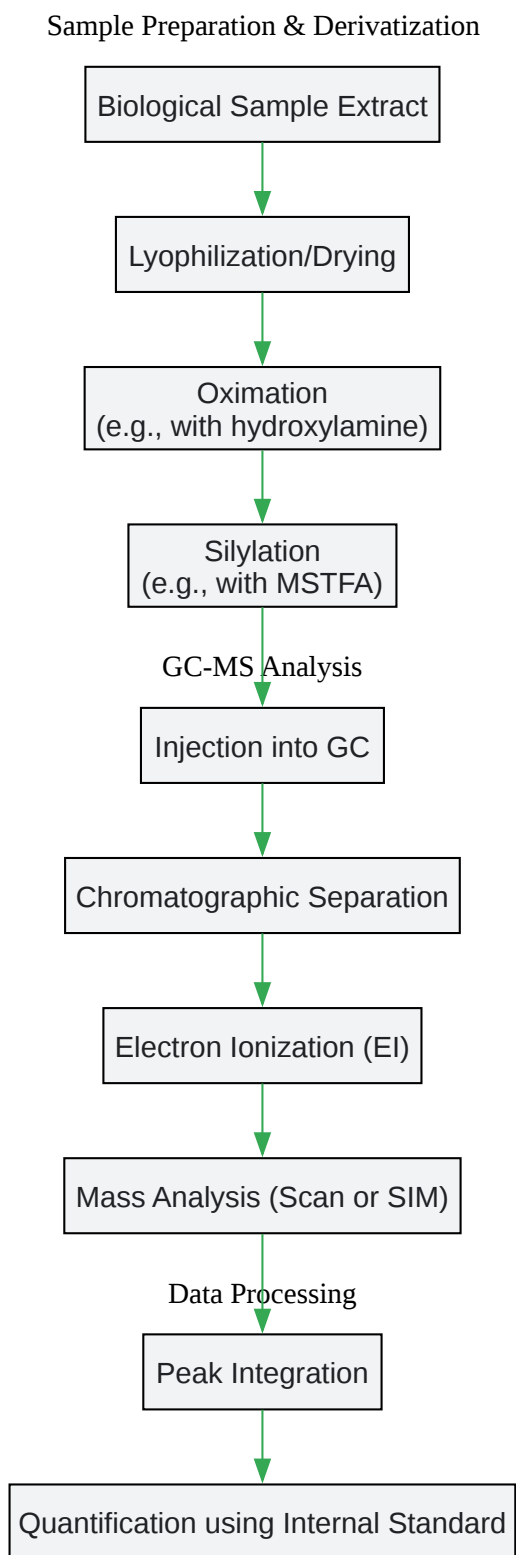 Sample Preparation & Derivatization
Biological Sample Extract
Lyophilization/Drying
Oximation
(e.g., with hydroxylamine)
Silylation
(e.g., with MSTFA)
GC-MS Analysis
Injection into GC
Chromatographic Separation
Electron Ionization (EI)
Mass Analysis (Scan or SIM)
Data Processing
Peak Integration
Quantification using Internal Standard